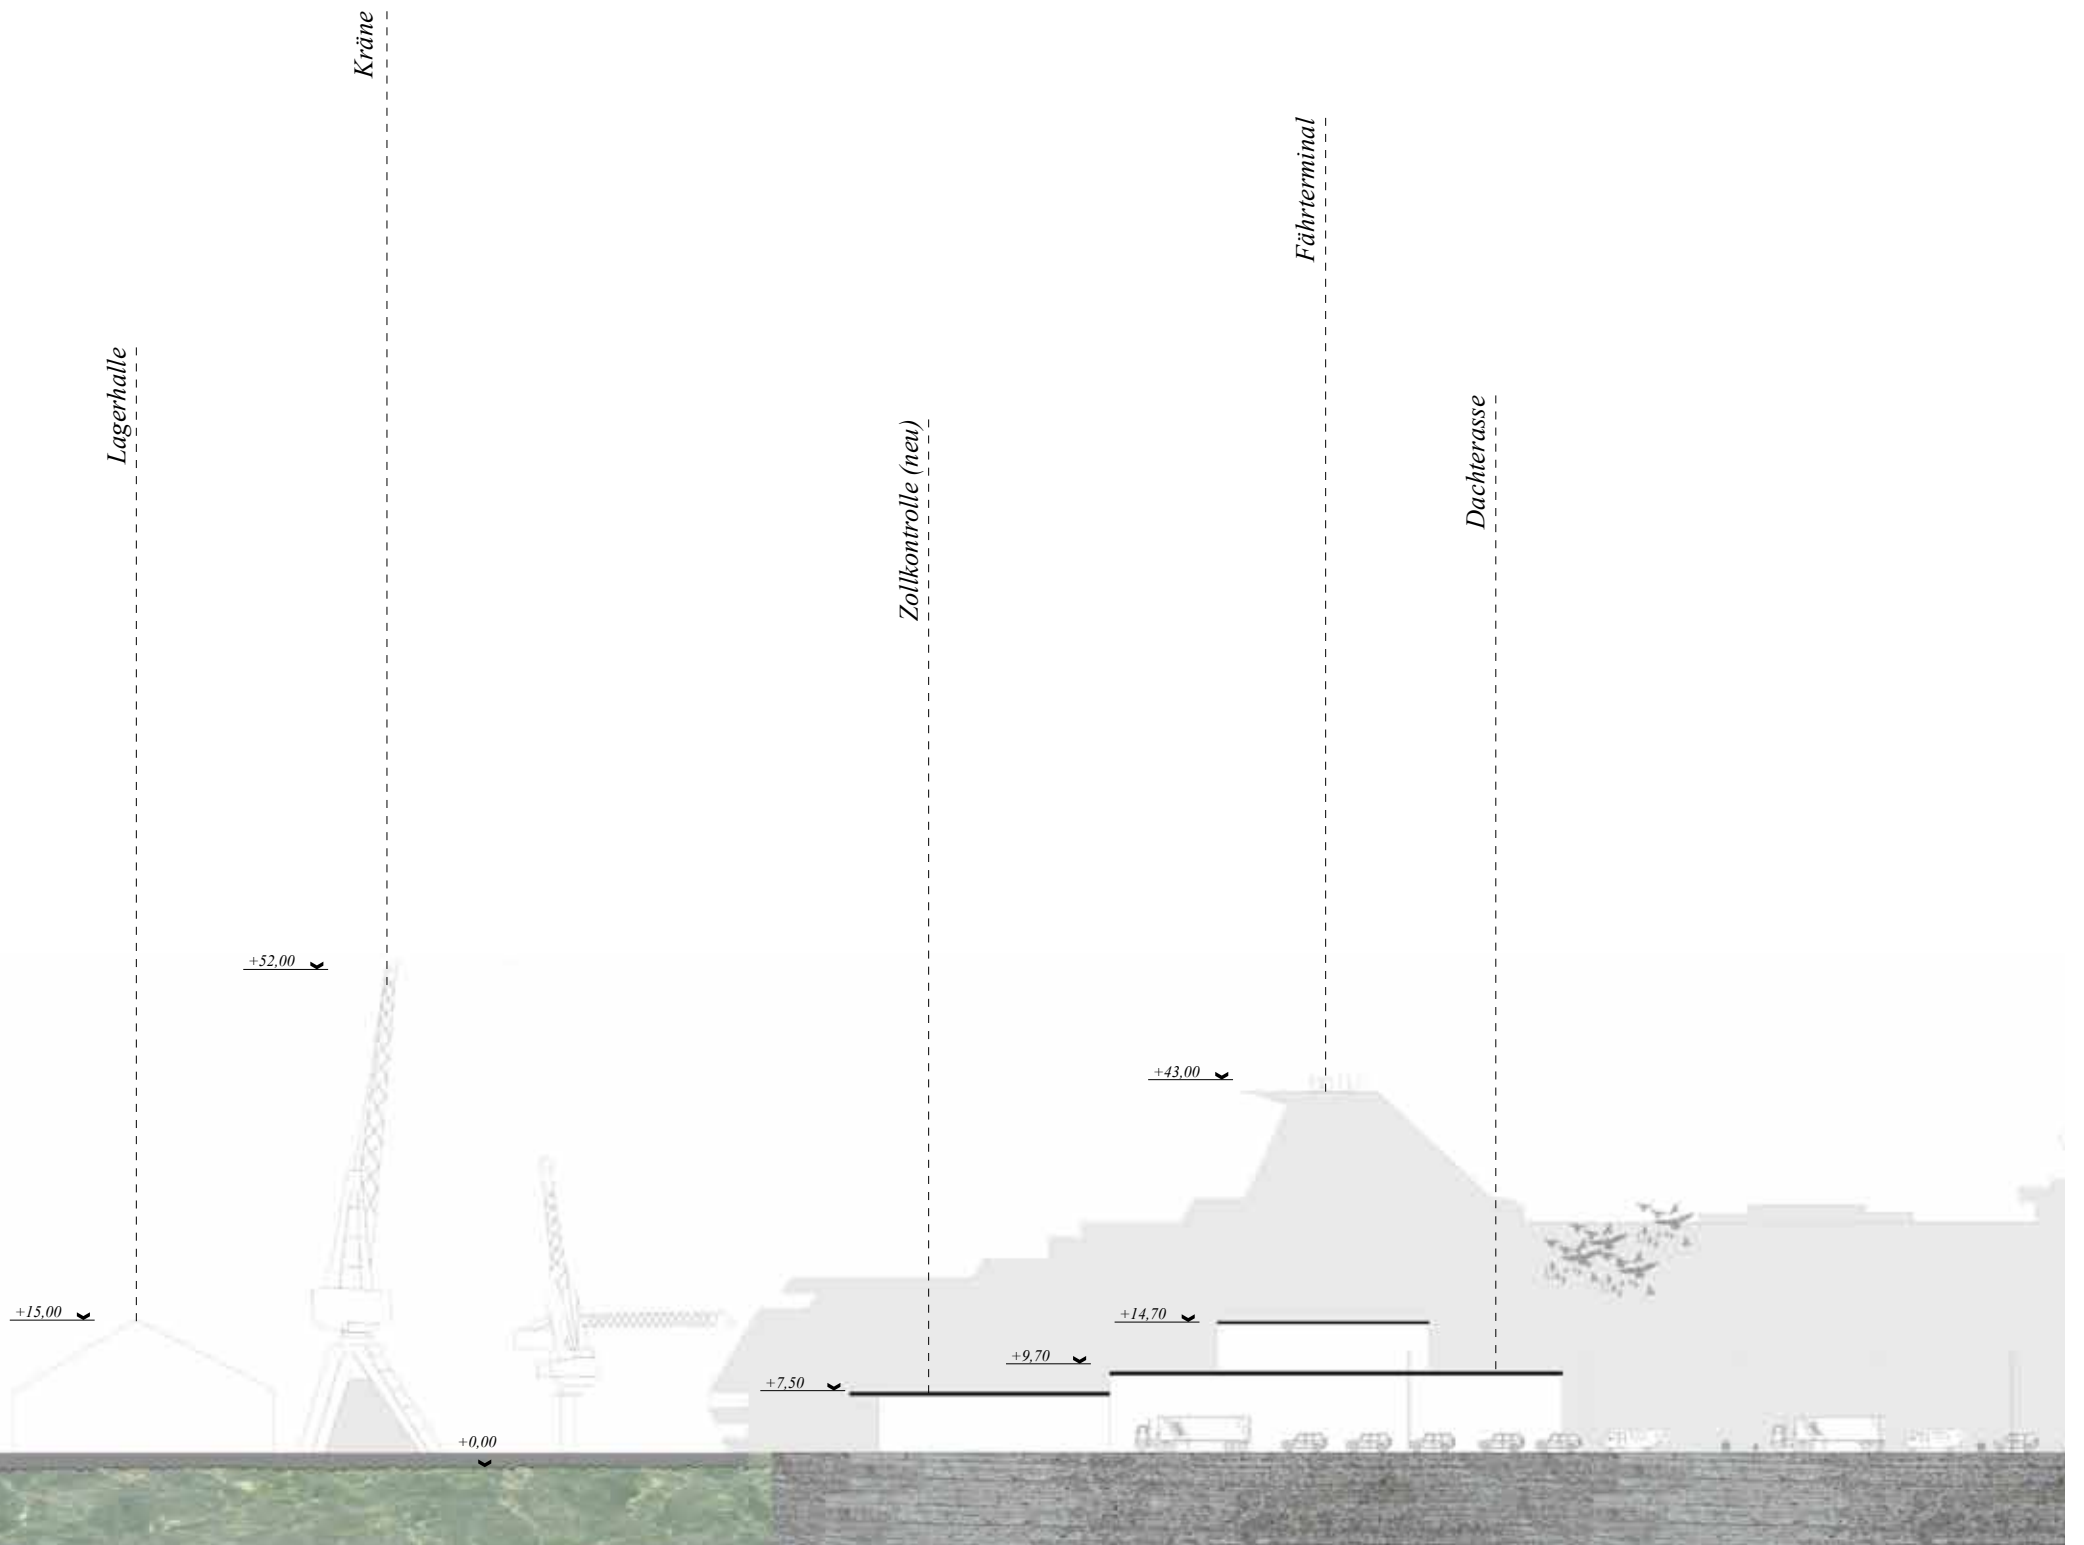 Kräne
Fährterminal
Lagerhalle
Dachterasse
Zollkontrolle (neu)
+52,00
+43,00
+15,00
+14,70
+9,70
+7,50
+0,00